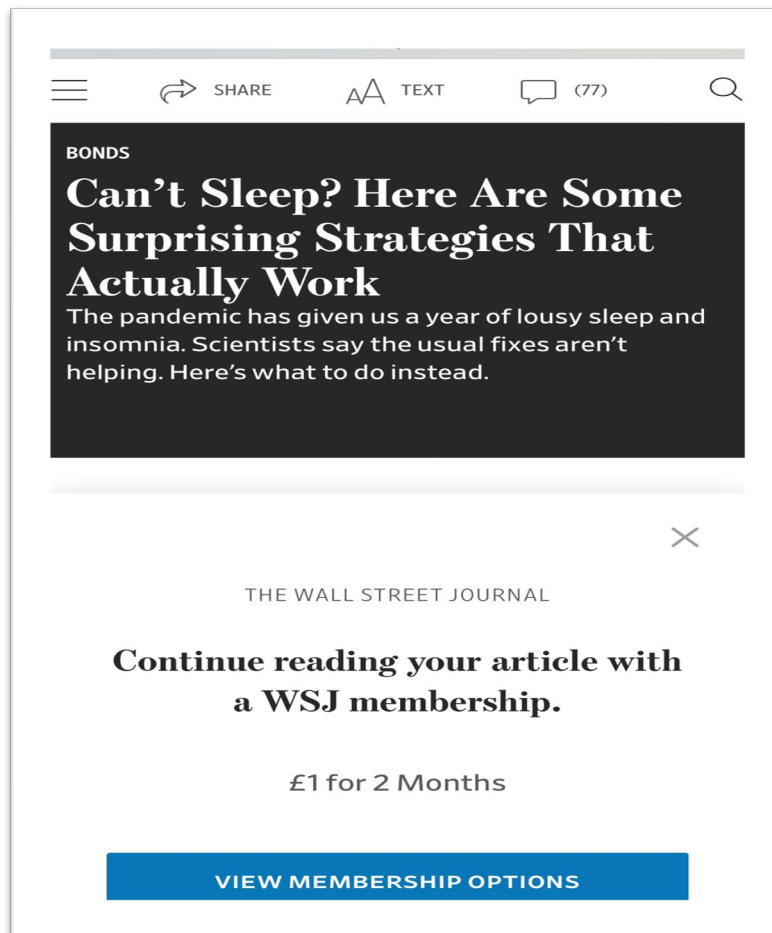 SHARE TEXT (77)
BONDS
Can’t Sleep? Here Are Some
Surprising Strategies That
Actually Work
The pandemic has given us a year of lousy sleep and
insomnia. Scientists say the usual fixes aren’t
helping. Here’s what to do instead.
THE WALL STREET JOURNAL
Continue reading your article with
a WSJ membership.
£1 for 2 Months
VIEW MEMBERSHIP OPTIONS